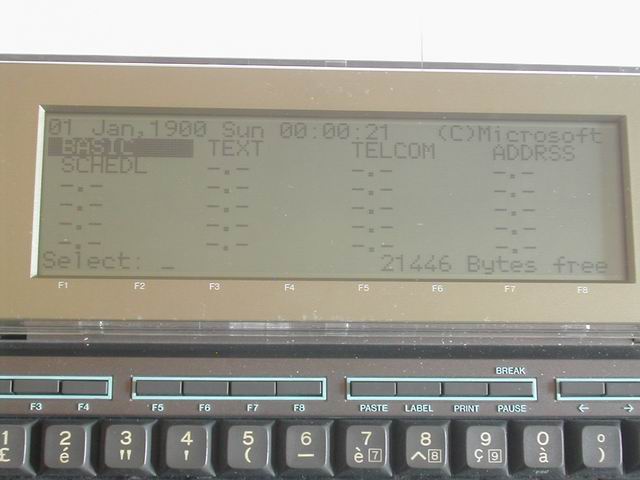 01 Jan,1900 Sun 00:00:21 (C)Microsoft
BASIC TEXT TELCOM ADDRSS
SCHEDL -.- -.- -.-
-.- -.- -.- -.-
-.- -.- -.- -.-
-.- -.- -.- -.-
-.- -.- -.- -.-
Select: _ 21446 Bytes free
F1 F2 F3 F4 F5 F6 F7 F8
BREAK
F3 F4 F5 F6 F7 F8 PASTE LABEL PRINT PAUSE ← →
1 2 3 4 5 6 7 8 9 0 °
£ é " ' ( – è 7 ^ 8 ç 9 à )